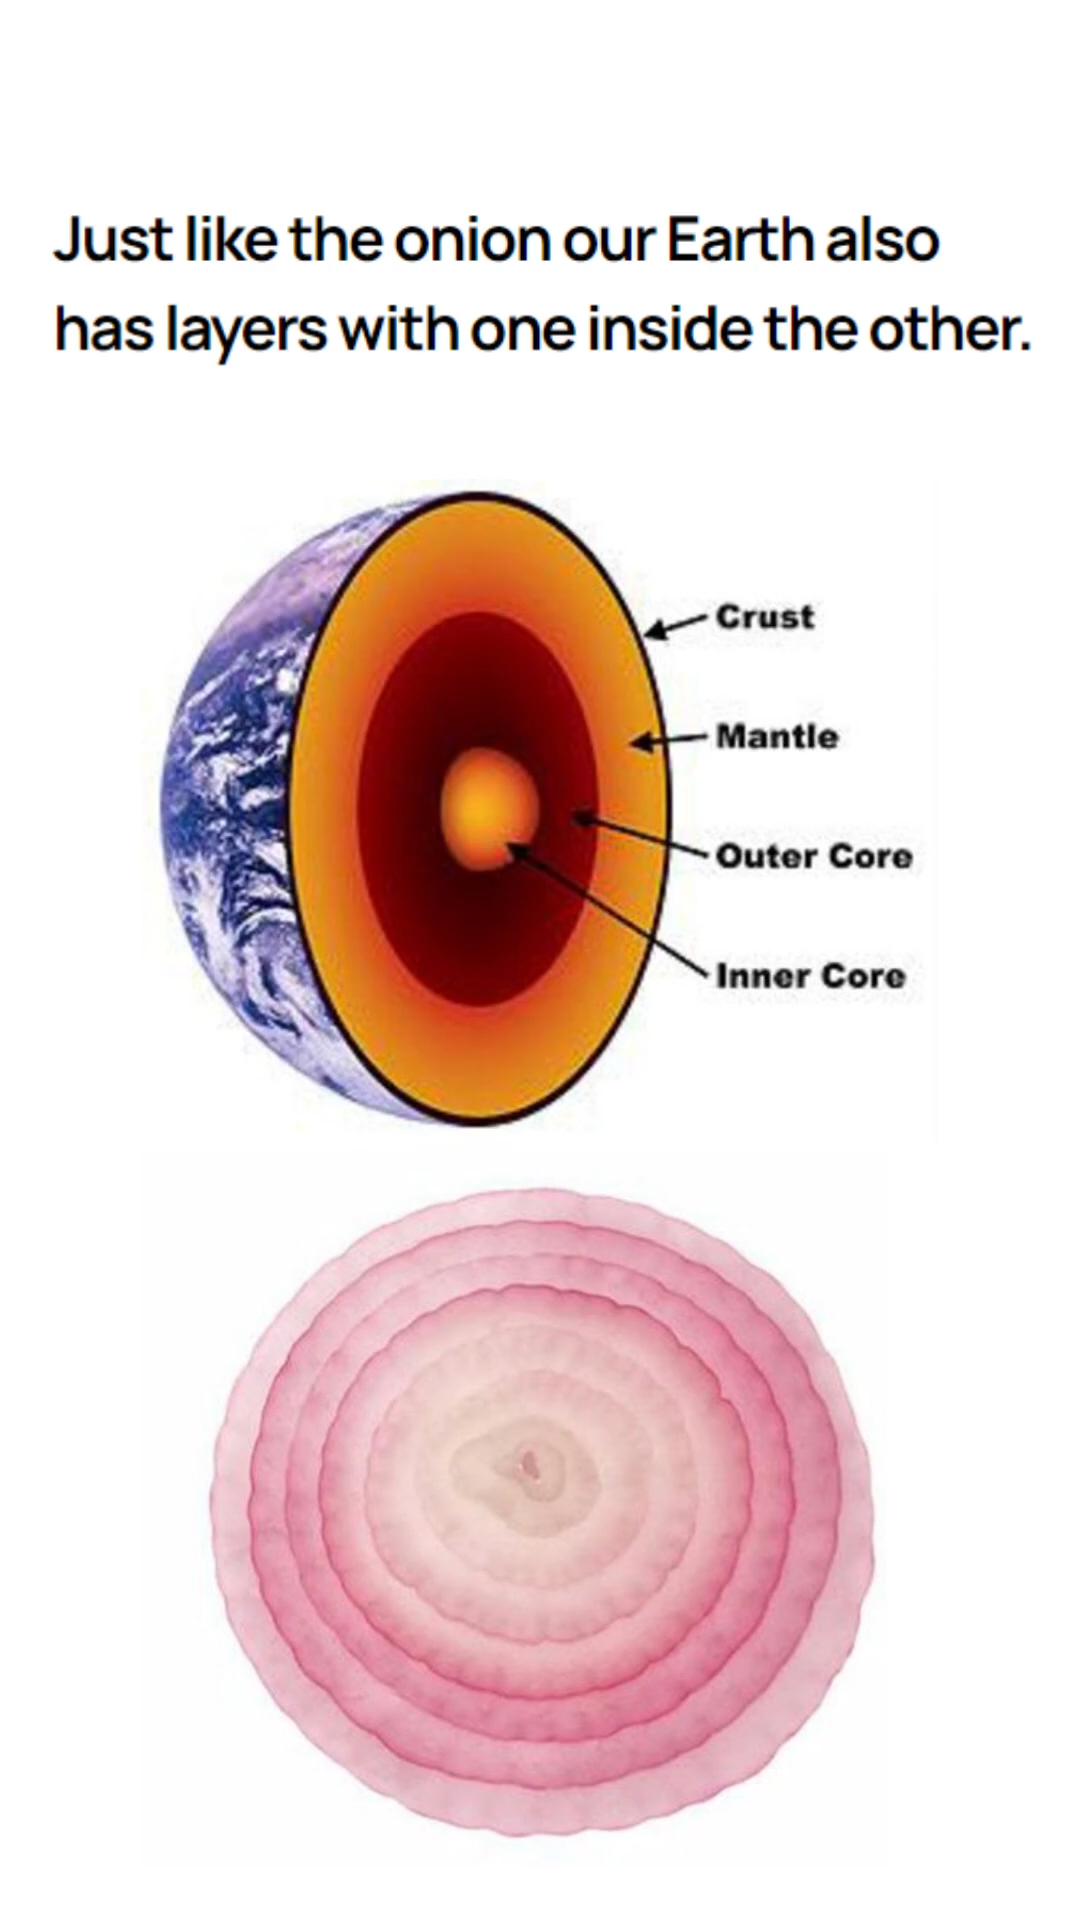 Just like the onion our Earth also
has layers with one inside the other.
Crust
Mantle
Outer Core
Inner Core